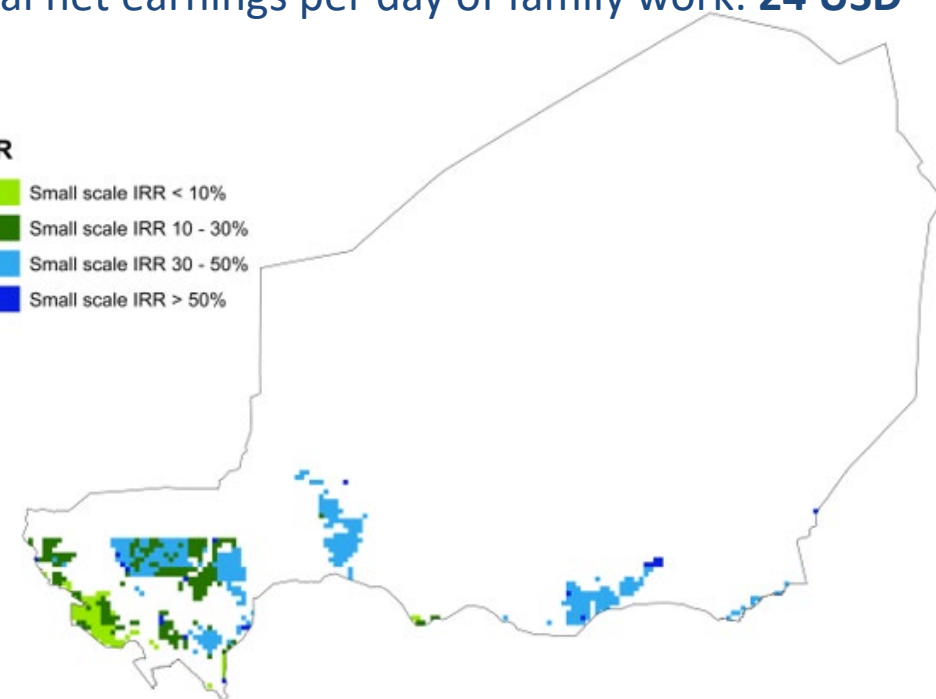 net earnings per day of family work: 24 USD
R
Small scale IRR < 10%
Small scale IRR 10 - 30%
Small scale IRR 30 - 50%
Small scale IRR > 50%